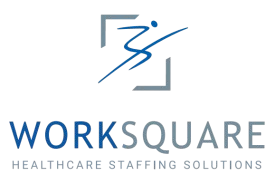 WORKSQUARE
HEALTHCARE STAFFING SOLUTIONS